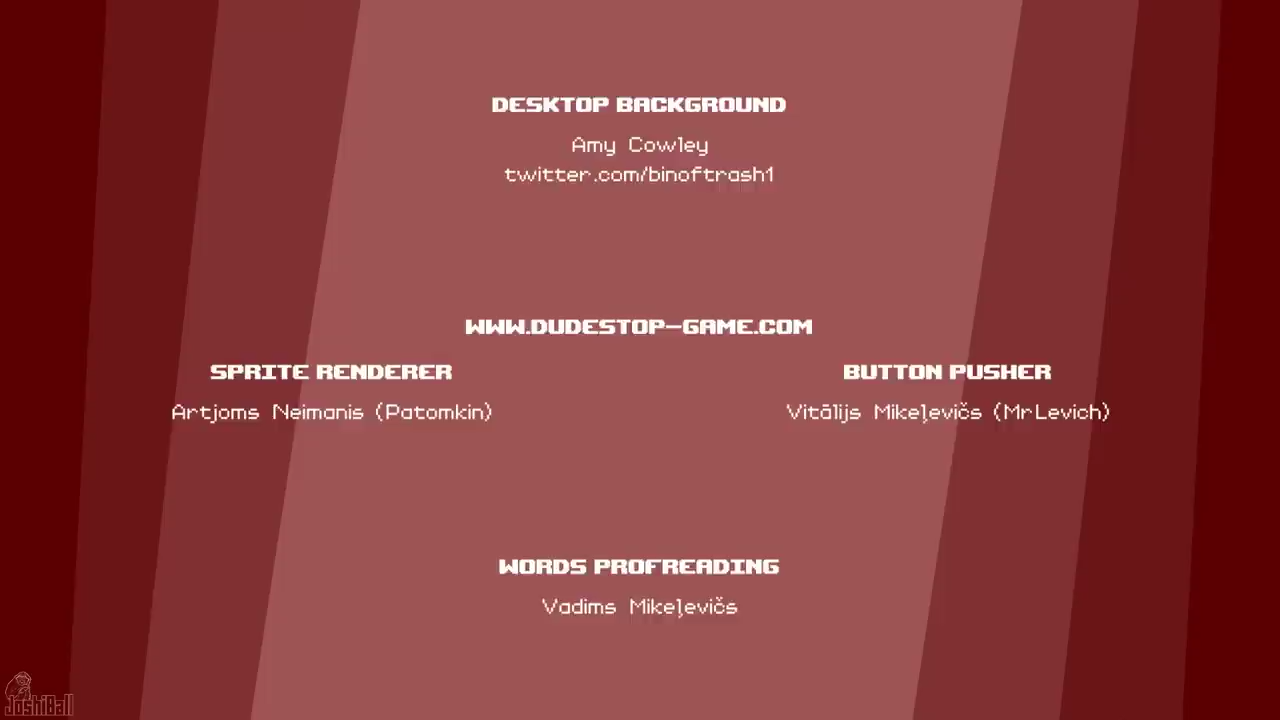 DESKTOP BACKGROUND
Amy Cowley
twitter.com/binoftrash1
WWW.DUDESTOP-GAME.COM
SPRITE RENDERER
Artjoms Neimanis (Patomkin)
BUTTON PUSHER
Vitālijs Mikeļevičs (MrLevich)
WORDS PROFREADING
Vadims Mikeļevičs
JoshiBall